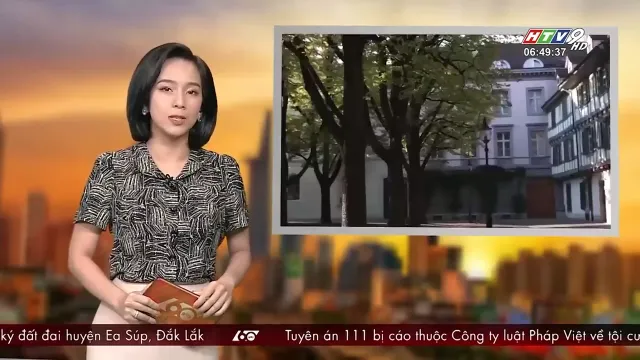 HTV9 HD
06:49:37
ký đất đai huyện Ea Súp, Đắk Lắk
60 Tuyên án 111 bị cáo thuộc Công ty luật Pháp Việt về tội cư